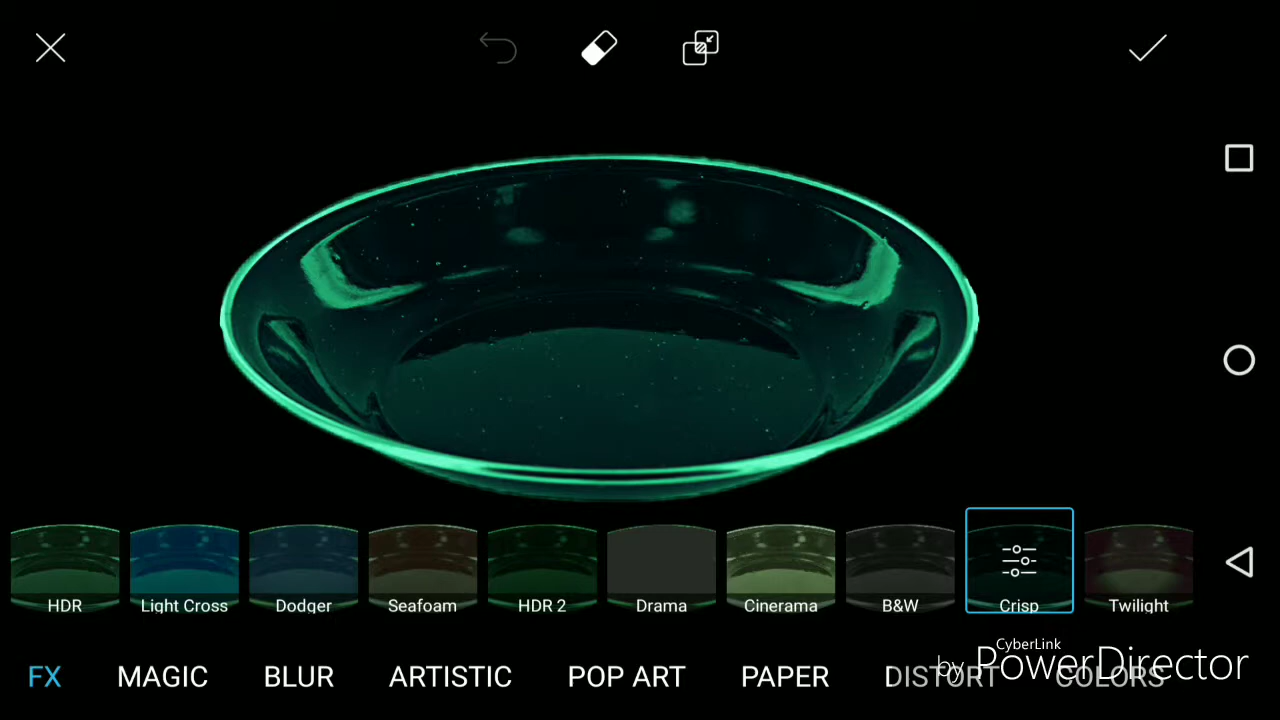 HDR Light Cross Dodger Seafoam HDR 2 Drama Cinerama B&W Crisp Twilight
CyberLink
by PowerDirector
FX MAGIC BLUR ARTISTIC POP ART PAPER DISTORT COLORS